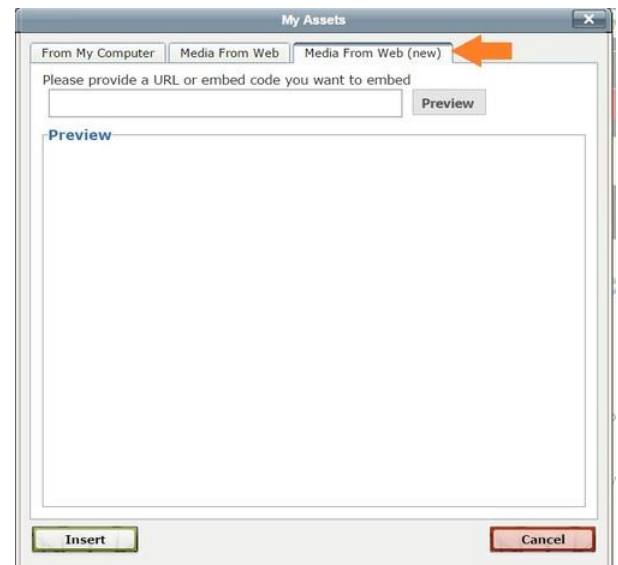 My Assets
From My Computer Media From Web Media From Web (new)
Please provide a URL or embed code you want to embed
Preview
Preview
Insert Cancel